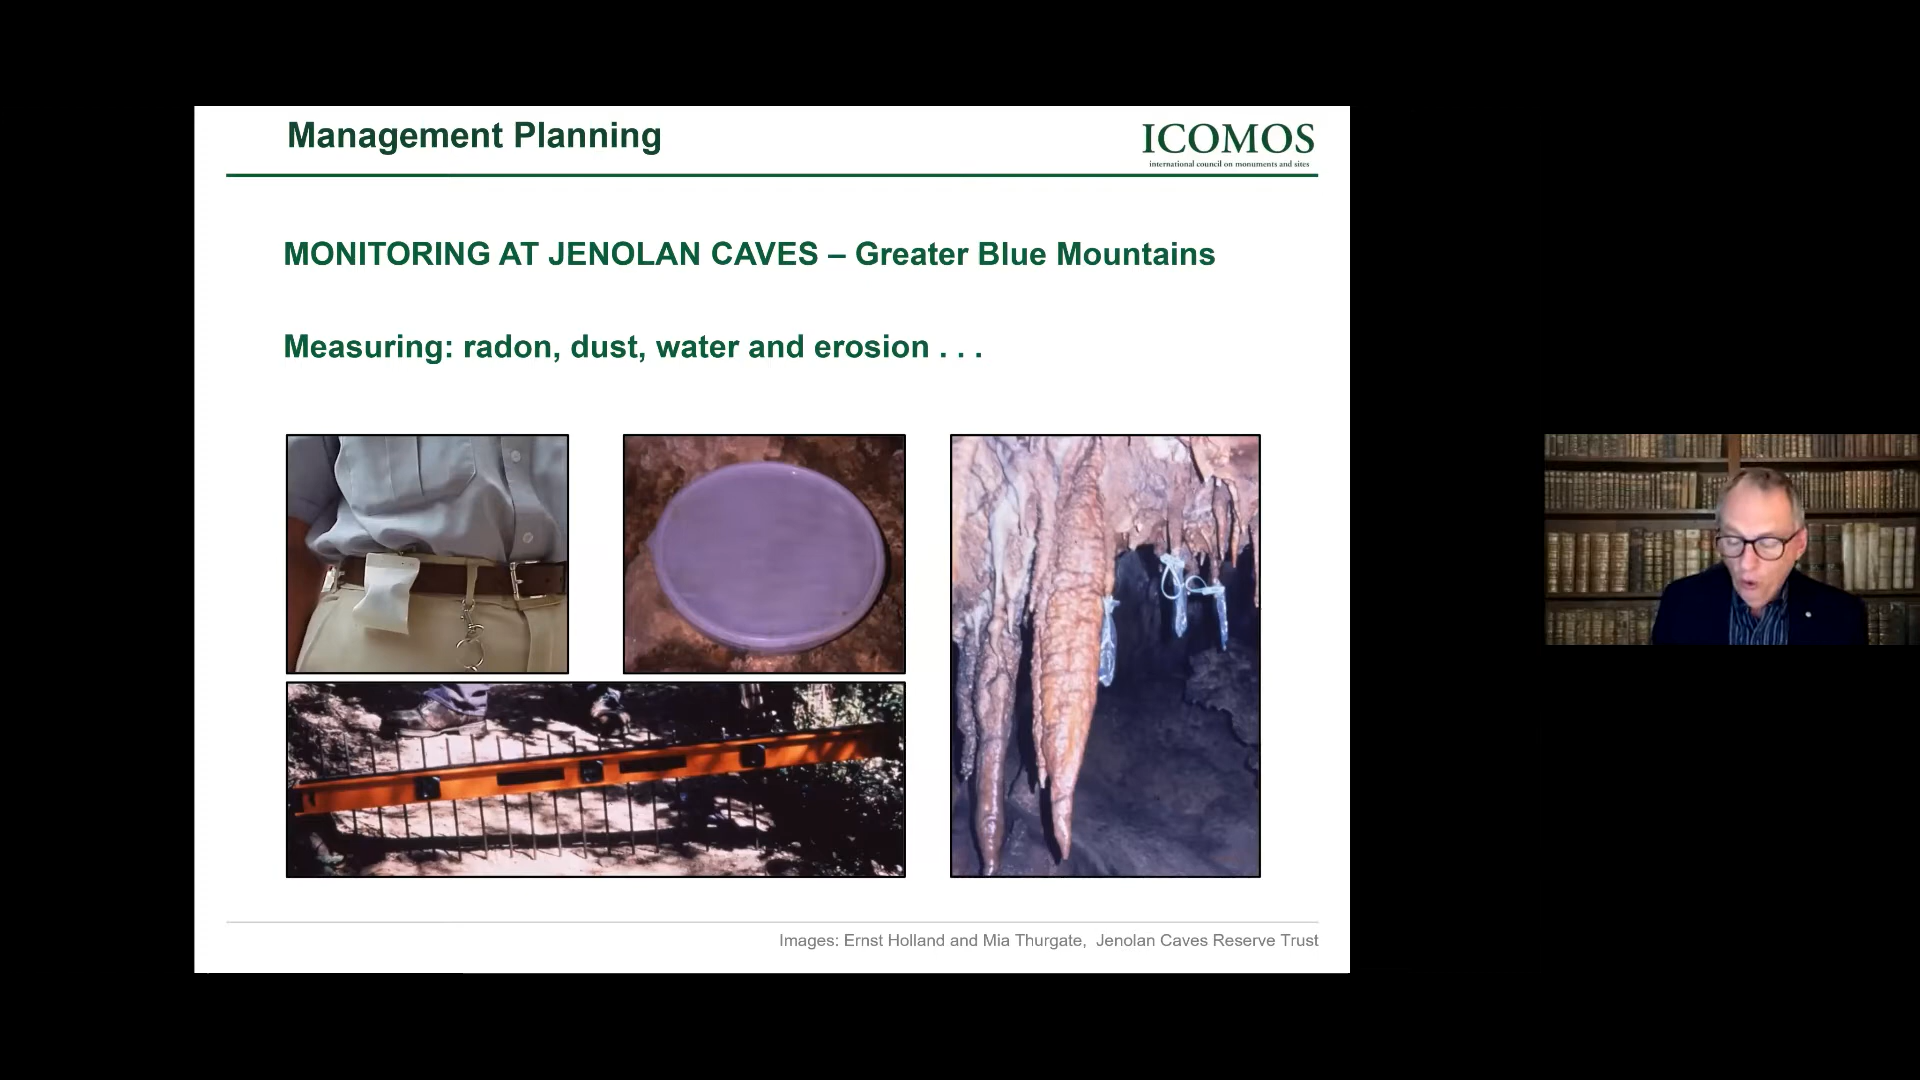 Management Planning
ICOMOS
international council on monuments and sites
MONITORING AT JENOLAN CAVES – Greater Blue Mountains
Measuring: radon, dust, water and erosion . . .
Images: Ernst Holland and Mia Thurgate, Jenolan Caves Reserve Trust